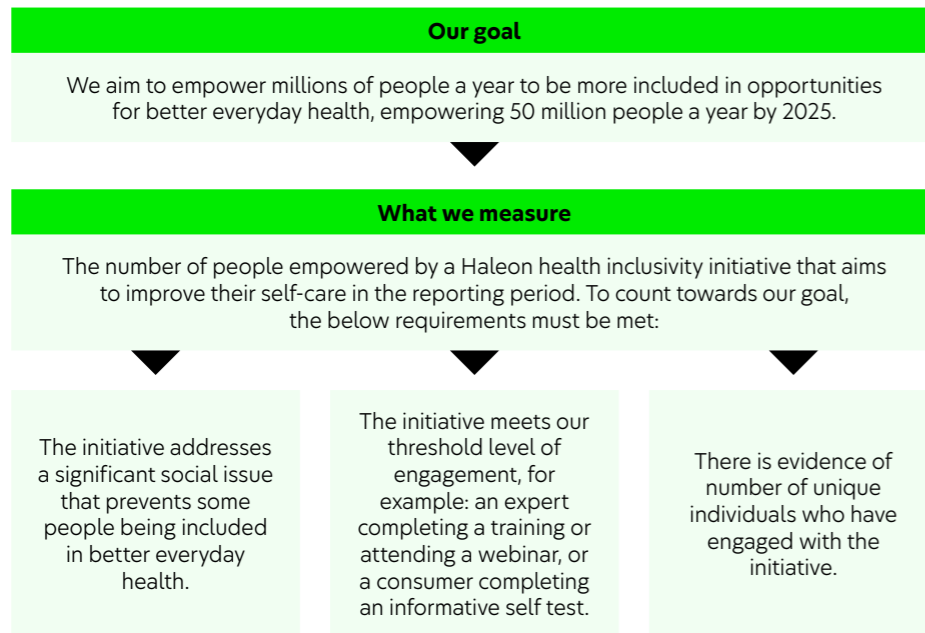 Our goal
We aim to empower millions of people a year to be more included in opportunities
for better everyday health, empowering 50 million people a year by 2025.
What we measure
The number of people empowered by a Haleon health inclusivity initiative that aims
to improve their self-care in the reporting period. To count towards our goal,
the below requirements must be met:
The initiative addresses
a significant social issue
that prevents some
people being included
in better everyday
health.
The initiative meets our
threshold level of
engagement, for
example: an expert
completing a training or
attending a webinar, or
a consumer completing
an informative self test.
There is evidence of
number of unique
individuals who have
engaged with the
initiative.